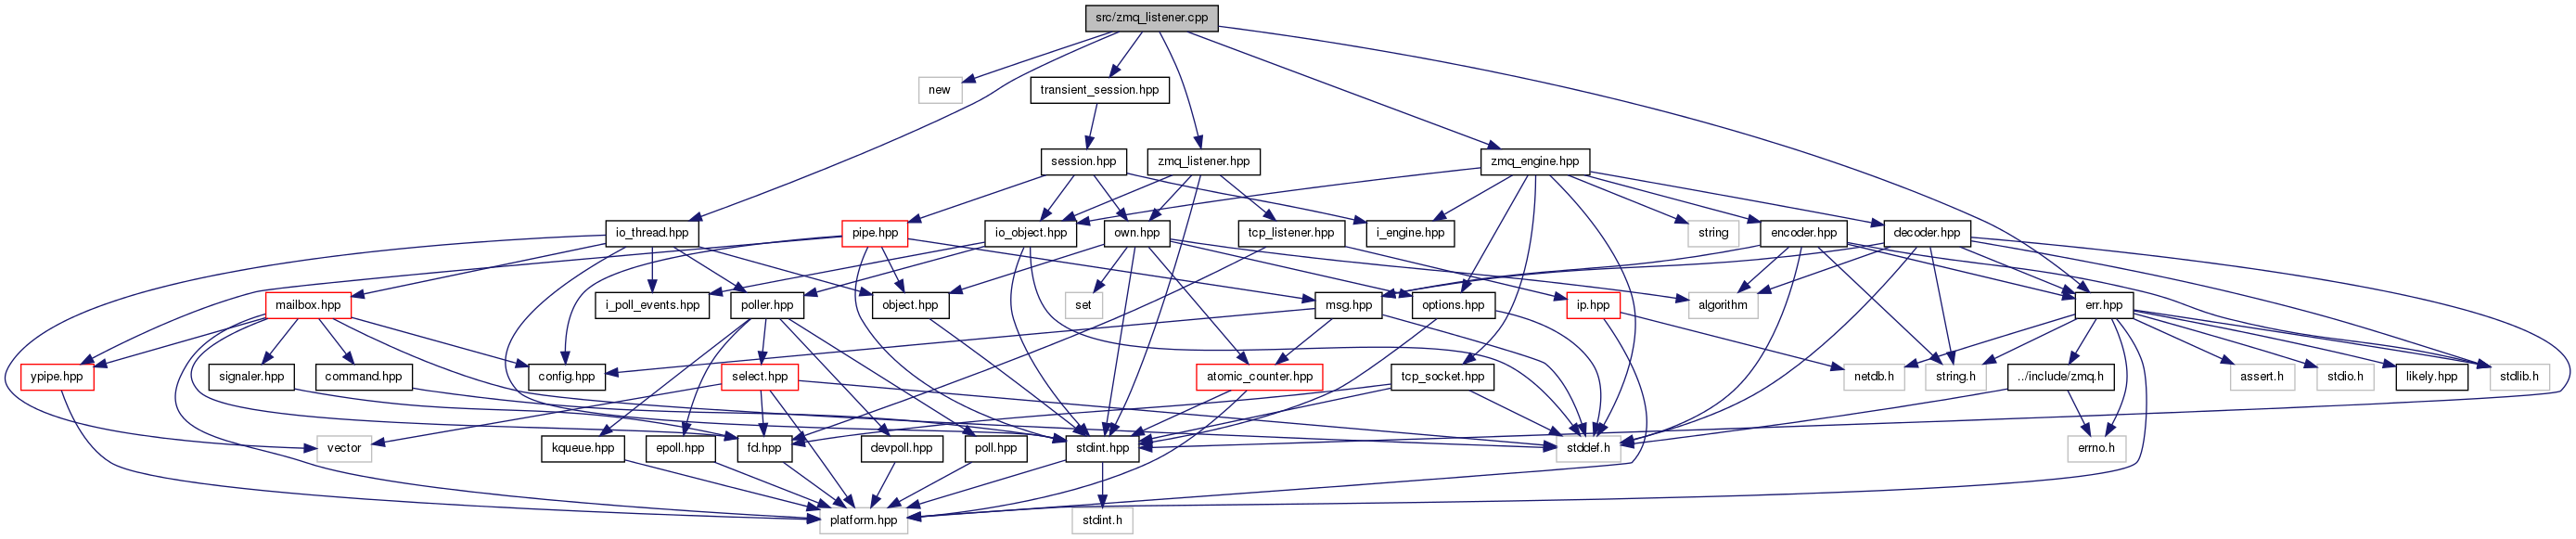 src/zmq_listener.cpp
new
transient_session.hpp
session.hpp
zmq_listener.hpp
zmq_engine.hpp
io_thread.hpp
pipe.hpp
io_object.hpp
own.hpp
tcp_listener.hpp
i_engine.hpp
string
encoder.hpp
decoder.hpp
mailbox.hpp
i_poll_events.hpp
poller.hpp
object.hpp
set
msg.hpp
options.hpp
ip.hpp
algorithm
err.hpp
ypipe.hpp
signaler.hpp
command.hpp
config.hpp
select.hpp
atomic_counter.hpp
tcp_socket.hpp
netdb.h
string.h
../include/zmq.h
assert.h
stdio.h
likely.hpp
stdlib.h
vector
kqueue.hpp
epoll.hpp
fd.hpp
devpoll.hpp
poll.hpp
stdint.hpp
stddef.h
errno.h
platform.hpp
stdint.h